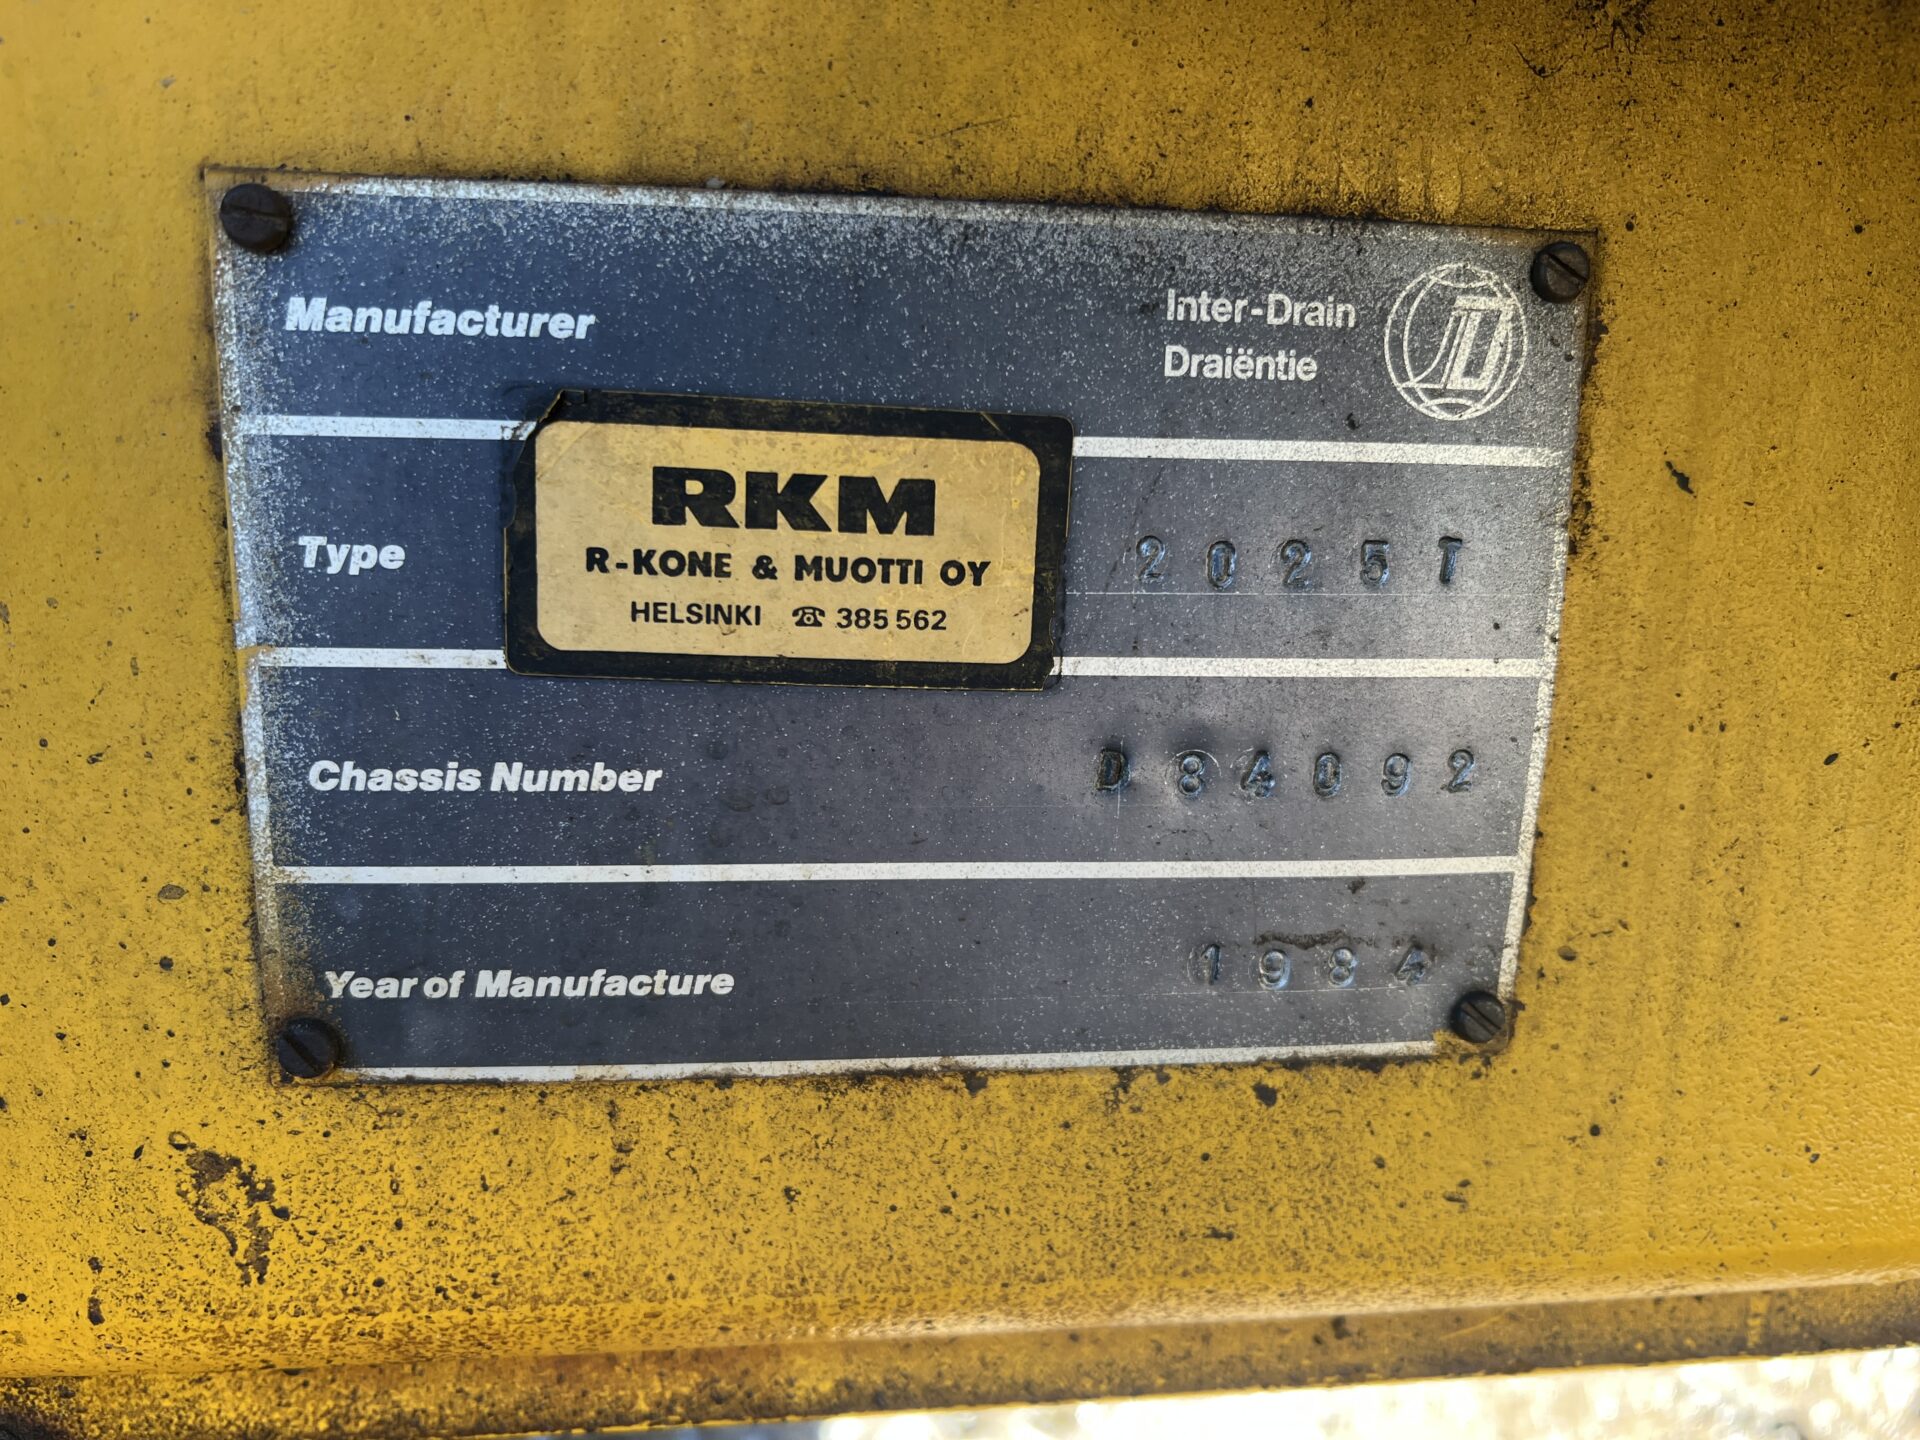 Manufacturer
Inter-Drain
Draiëntie
RKM
R-KONE & MUOTTI OY
HELSINKI ☎ 385 562
Type
2025T
Chassis Number
D84092
Year of Manufacture
1984